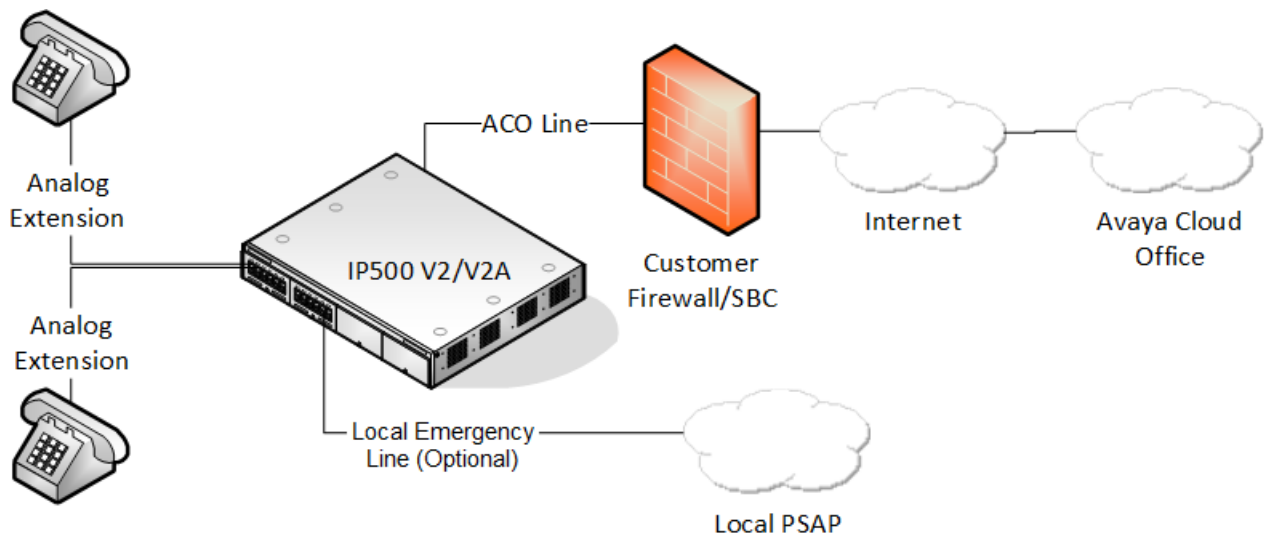 Analog
Extension
Analog
Extension
IP500 V2/V2A
ACO Line
Customer
Firewall/SBC
Internet
Avaya Cloud
Office
Local Emergency
Line (Optional)
Local PSAP